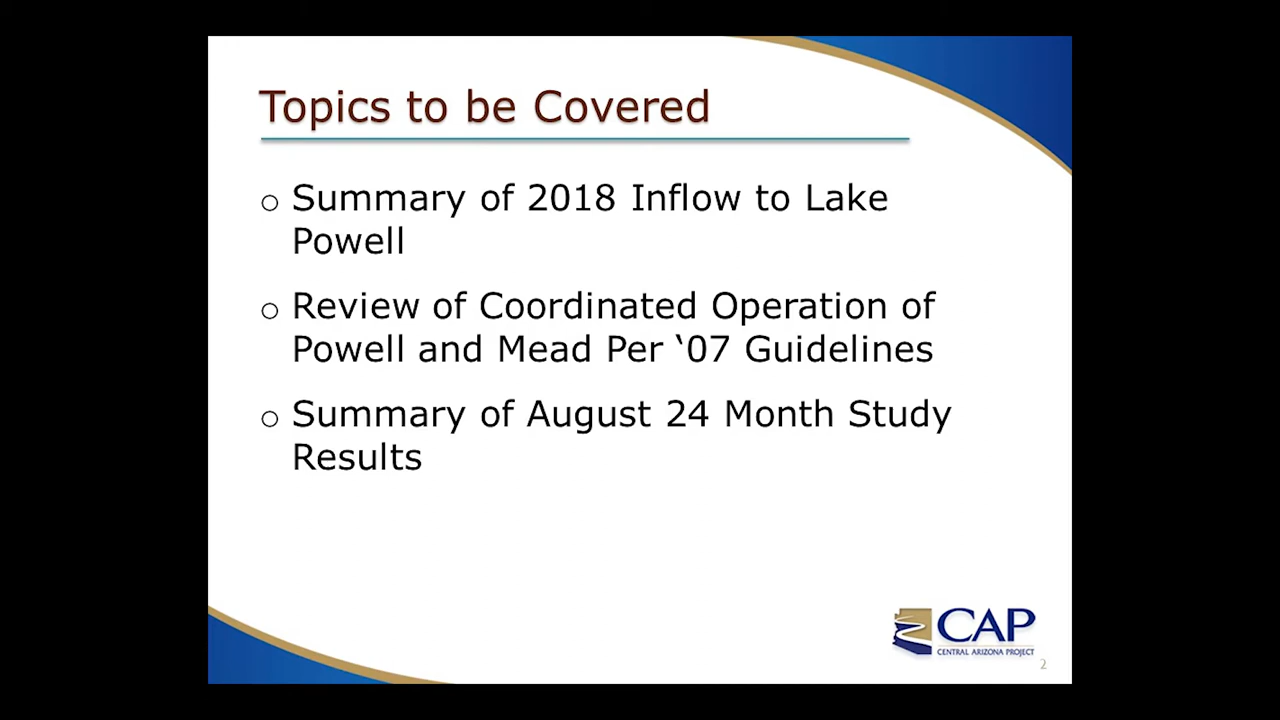 Topics to be Covered
o Summary of 2018 Inflow to Lake
Powell
o Review of Coordinated Operation of
Powell and Mead Per ‘07 Guidelines
o Summary of August 24 Month Study
Results
CAP
CENTRAL ARIZONA PROJECT
2